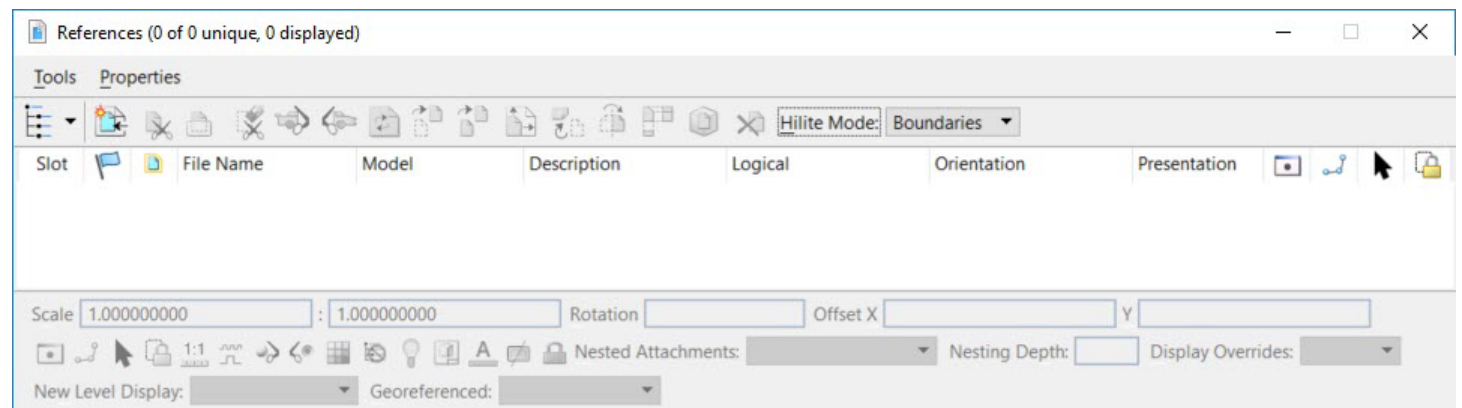 References (0 of 0 unique, 0 displayed)
Tools Properties
Hilite Mode: Boundaries
Slot File Name Model Description Logical Orientation Presentation
Scale 1.000000000 : 1.000000000 Rotation Offset X Y
1:1 A Nested Attachments: Nesting Depth: Display Overrides:
New Level Display: Georeferenced: